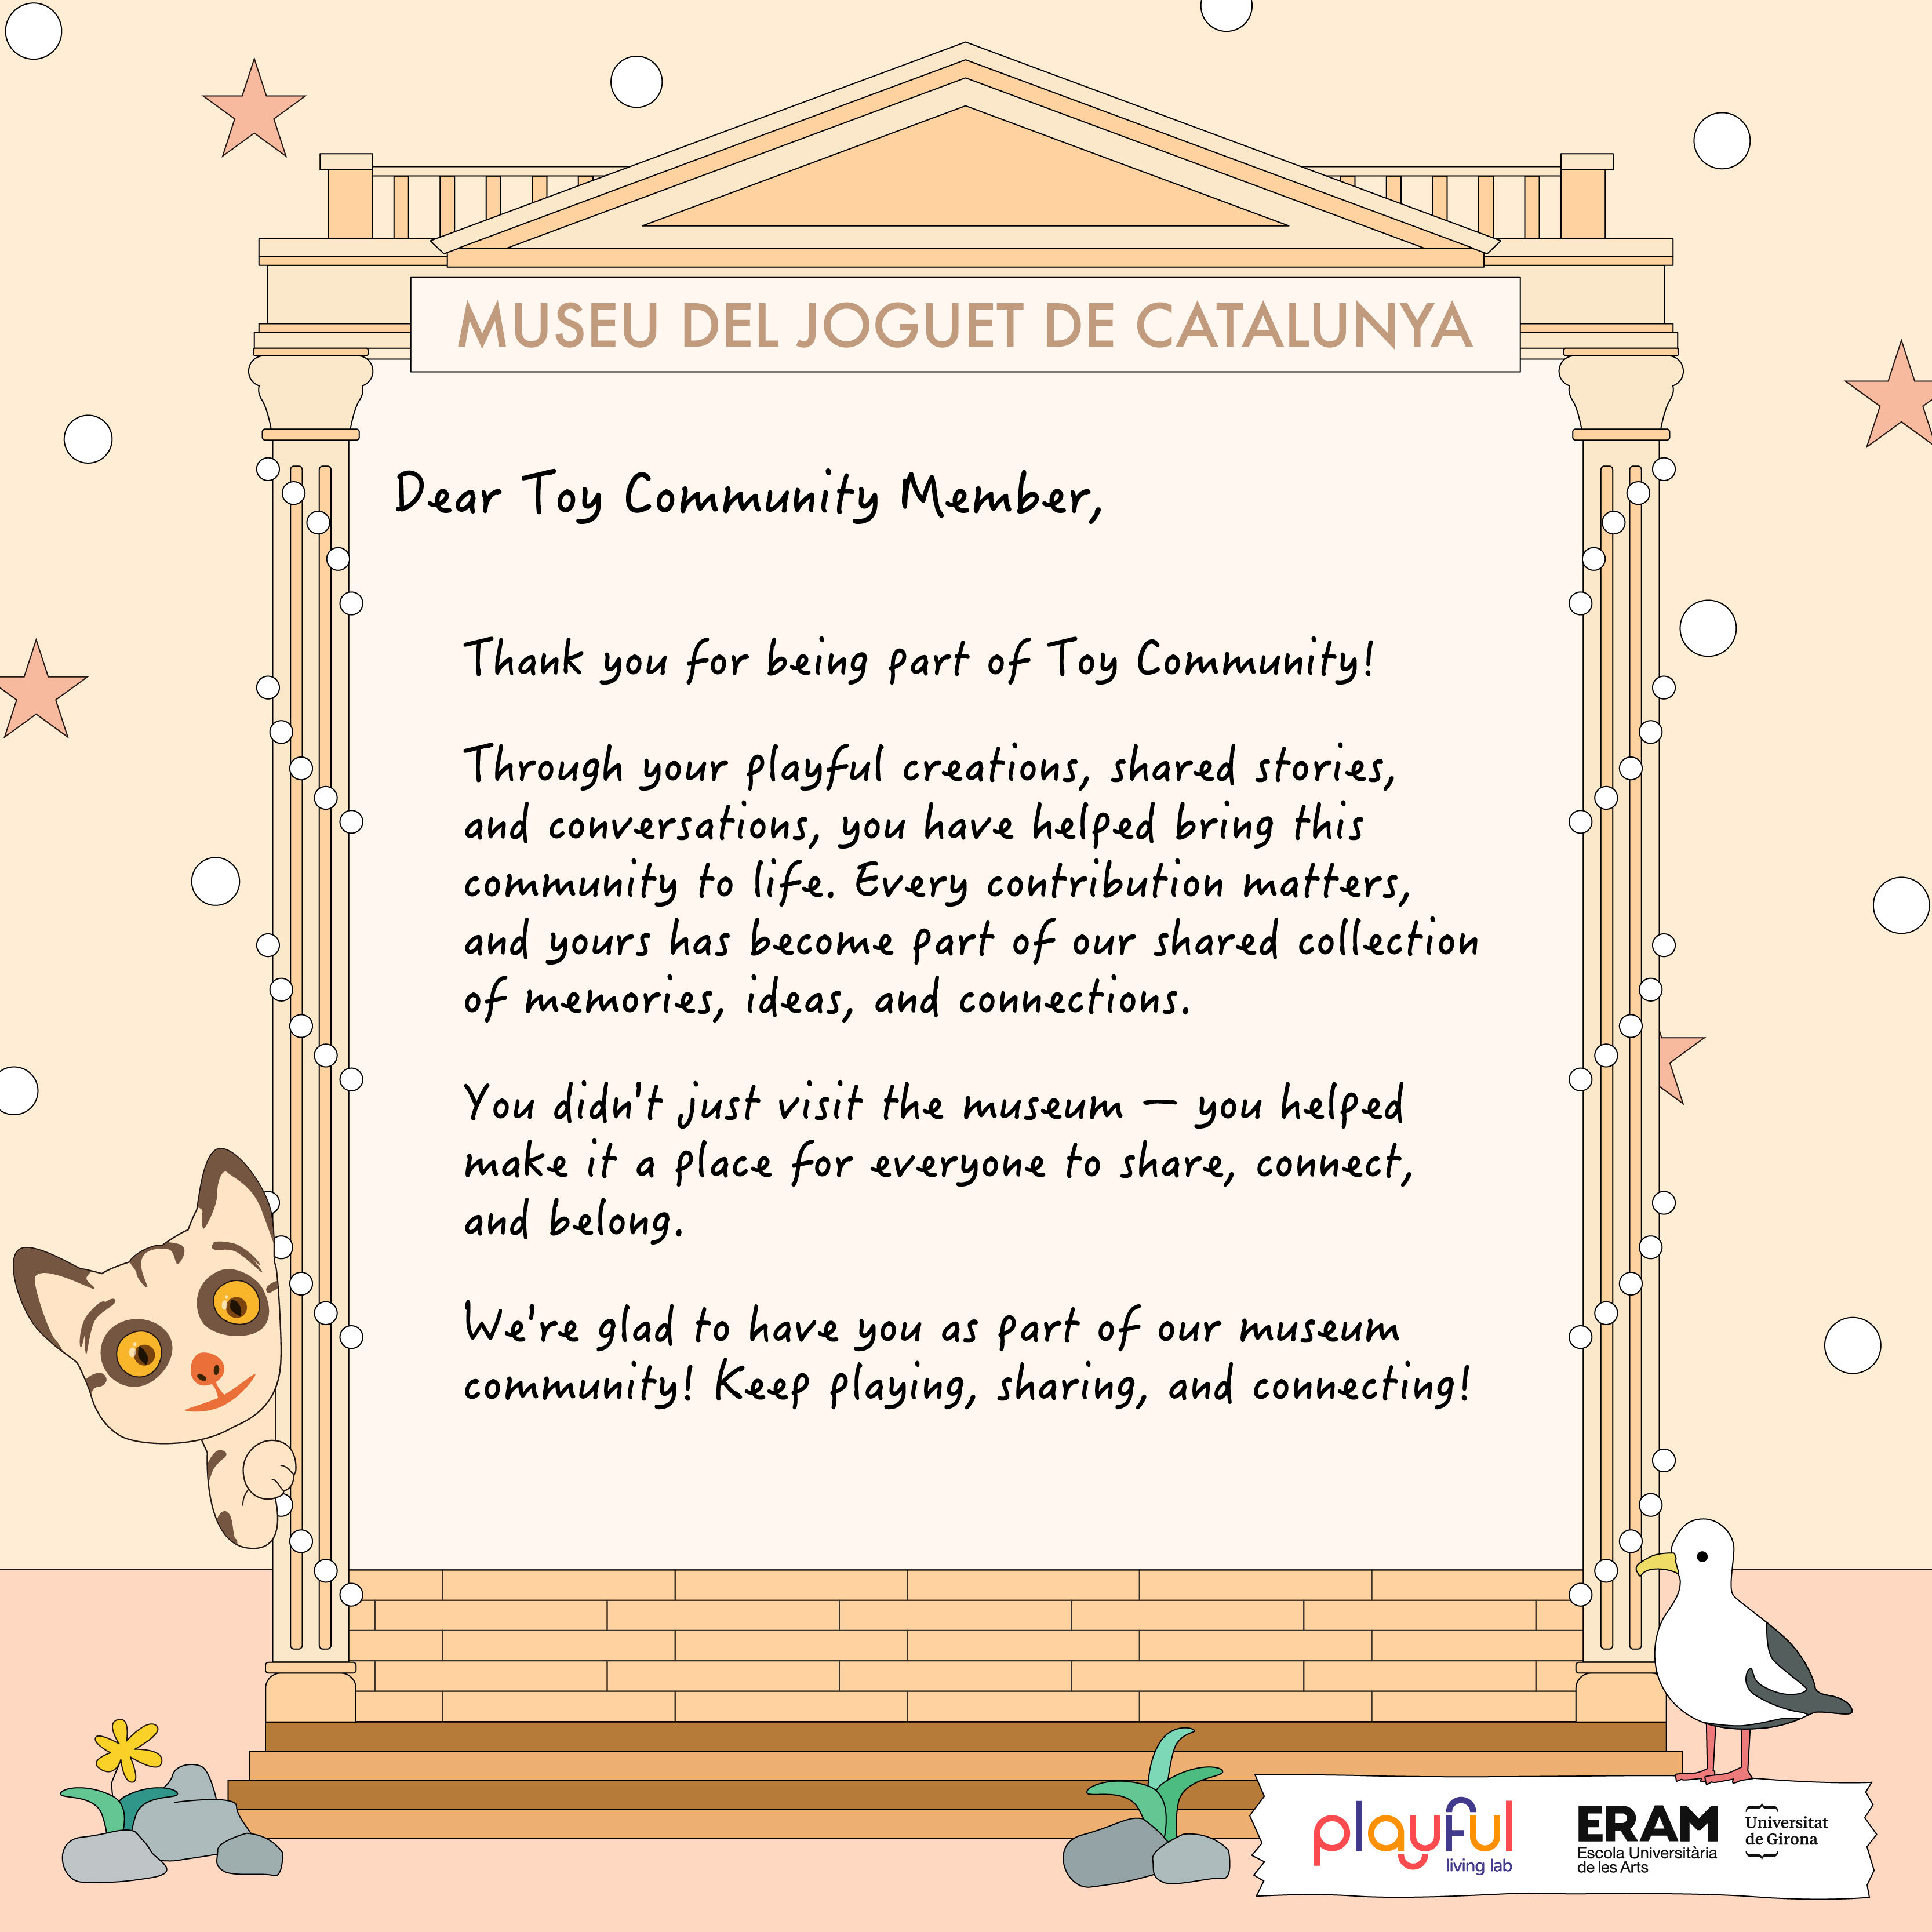 MUSEU DEL JOGUET DE CATALUNYA
Dear Toy Community Member,
Thank you for being part of Toy Community!
Through your playful creations, shared stories,
and conversations, you have helped bring this
community to life. Every contribution matters,
and yours has become part of our shared collection
of memories, ideas, and connections.
You didn't just visit the museum — you helped
make it a place for everyone to share, connect,
and belong.
We're glad to have you as part of our museum
community! Keep playing, sharing, and connecting!
playful
living lab
ERAM
Escola Universitària
de les Arts
Universitat
de Girona